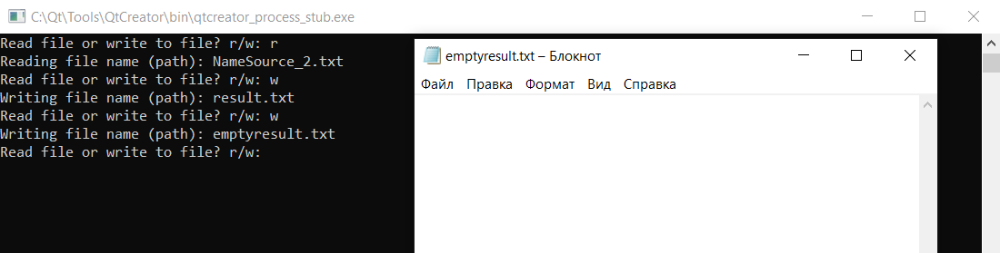 C:\Qt\Tools\QtCreator\bin\qtcreator_process_stub.exe
Read file or write to file? r/w: r
Reading file name (path): NameSource_2.txt
Read file or write to file? r/w: w
Writing file name (path): result.txt
Read file or write to file? r/w: w
Writing file name (path): emptyresult.txt
Read file or write to file? r/w:
emptyresult.txt – Блокнот
Файл Правка Формат Вид Справка